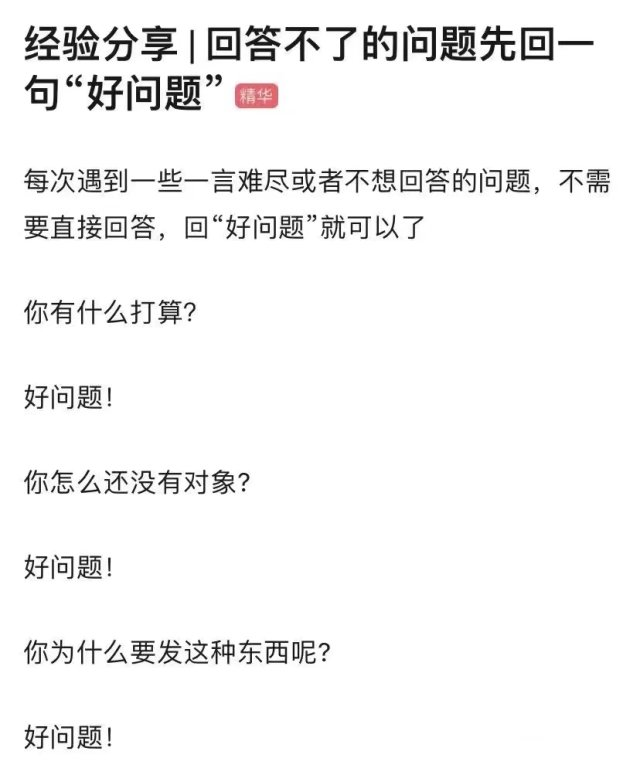 经验分享 | 回答不了的问题先回一
句“好问题” 精华
每次遇到一些一言难尽或者不想回答的问题，不需
要直接回答，回“好问题”就可以了
你有什么打算?
好问题!
你怎么还没有对象?
好问题!
你为什么要发这种东西呢?
好问题!